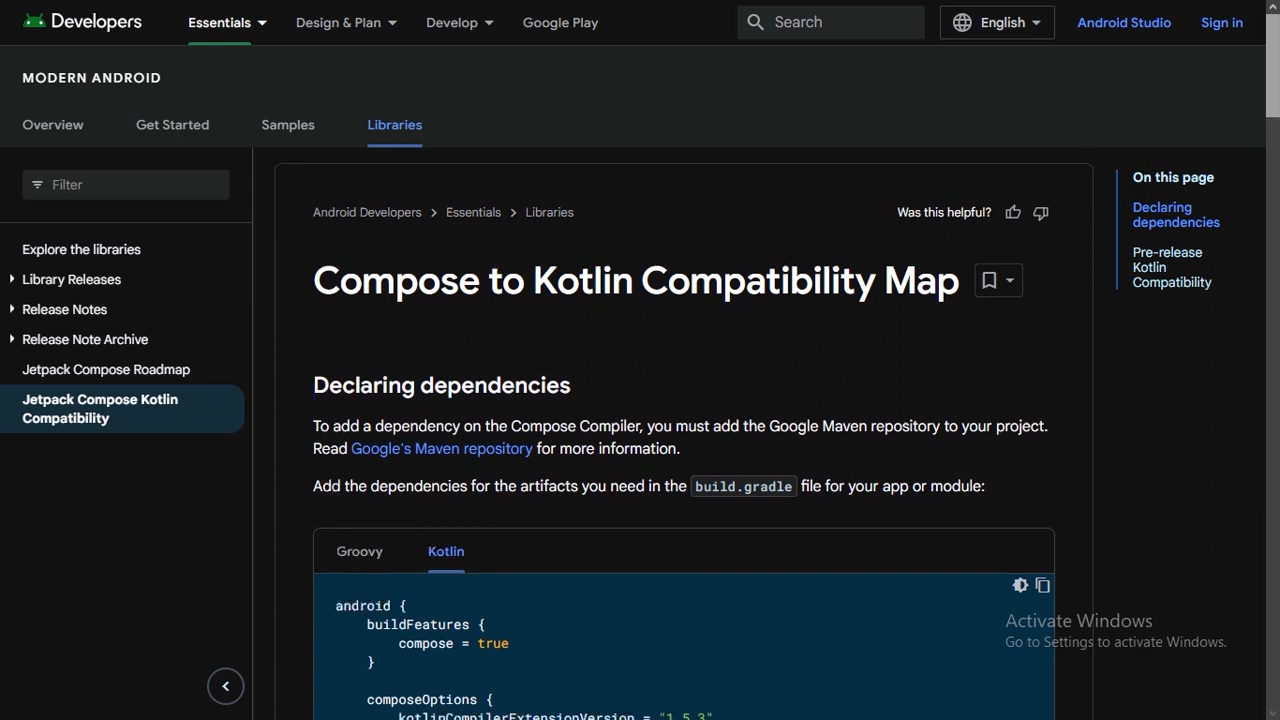 Developers
Essentials
Design & Plan
Develop
Google Play
Search
English
Android Studio
Sign in
MODERN ANDROID
Overview
Get Started
Samples
Libraries
Filter
Explore the libraries
Library Releases
Release Notes
Release Note Archive
Jetpack Compose Roadmap
Jetpack Compose Kotlin
Compatibility
Android Developers
Essentials
Libraries
Was this helpful?
Compose to Kotlin Compatibility Map
Declaring dependencies
To add a dependency on the Compose Compiler, you must add the Google Maven repository to your project.
Read Google's Maven repository for more information.
Add the dependencies for the artifacts you need in the build.gradle file for your app or module:
Groovy
Kotlin
android {
buildFeatures {
compose = true
}
composeOptions {
kotlinCompilerExtensionVersion = "1.5.3"
On this page
Declaring
dependencies
Pre-release
Kotlin
Compatibility
Activate Windows
Go to Settings to activate Windows.